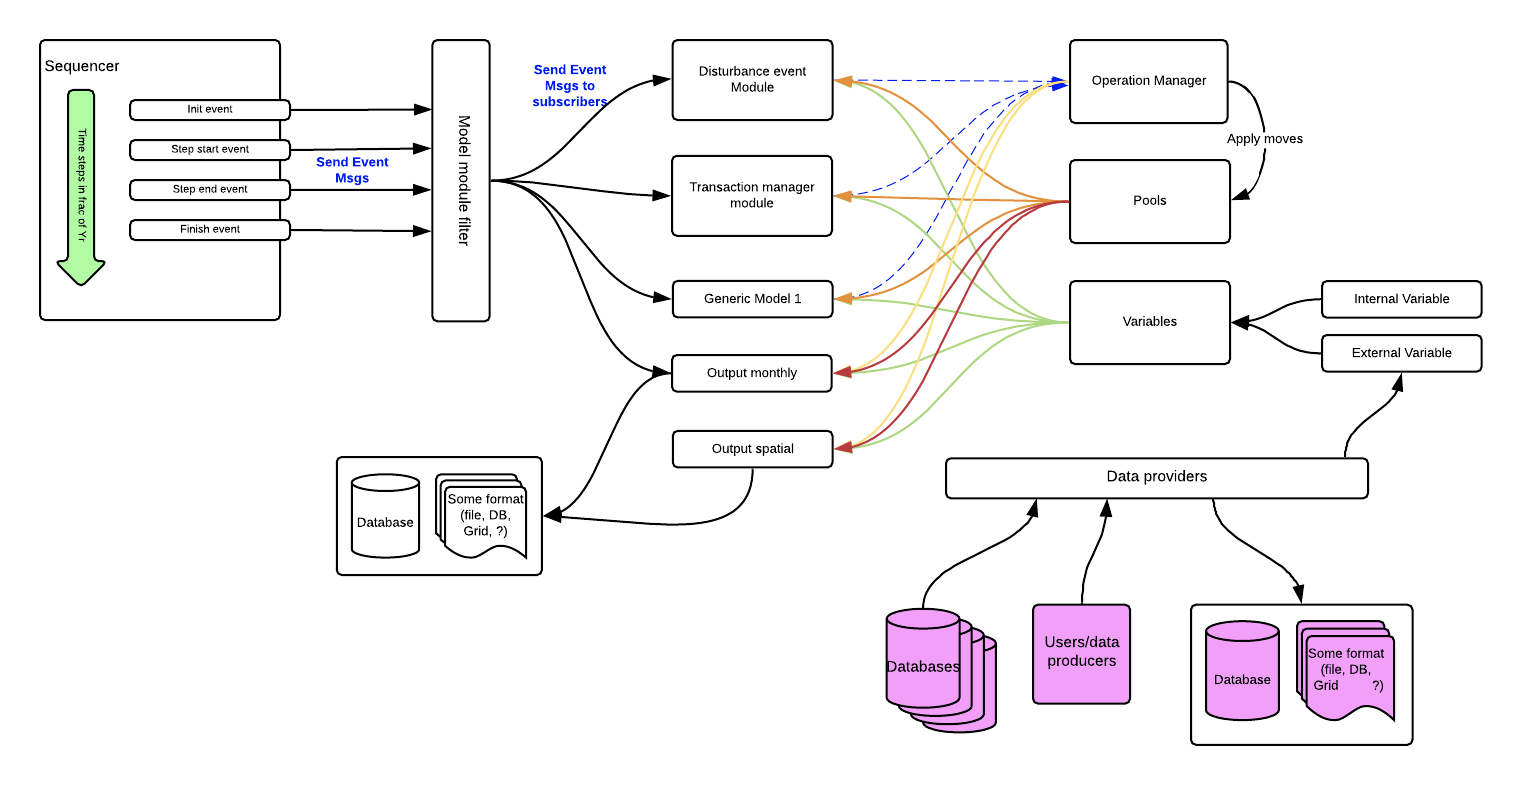 Sequencer
Time steps in frac of Yr
Init event
Step start event
Step end event
Finish event
Send Event
Msgs
Model module filter
Send Event
Msgs to
subscribers
Disturbance event
Module
Transaction manager
module
Generic Model 1
Output monthly
Output spatial
Operation Manager
Apply moves
Pools
Variables
Internal Variable
External Variable
Database
Some format
(file, DB,
Grid, ?)
Data providers
Databases
Users/data
producers
Database
Some format
(file, DB,
Grid ?)